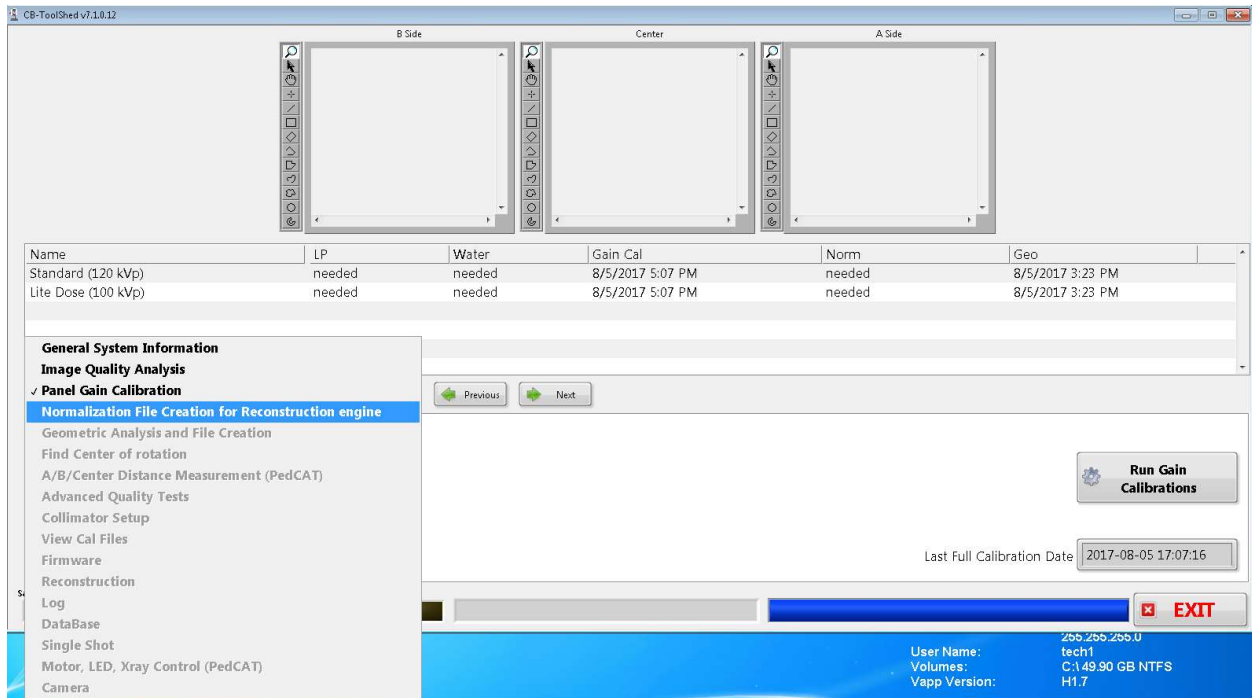 CB-ToolShed v7.1.0.12
B Side
Center
A Side
Name LP Water Gain Cal Norm Geo
Standard (120 kVp) needed needed 8/5/2017 5:07 PM needed 8/5/2017 3:23 PM
Lite Dose (100 kVp) needed needed 8/5/2017 5:07 PM needed 8/5/2017 3:23 PM
General System Information
Image Quality Analysis
✓ Panel Gain Calibration
Normalization File Creation for Reconstruction engine
Geometric Analysis and File Creation
Find Center of rotation
A/B/Center Distance Measurement (PedCAT)
Advanced Quality Tests
Collimator Setup
View Cal Files
Firmware
Reconstruction
Log
DataBase
Single Shot
Motor, LED, Xray Control (PedCAT)
Camera
Previous
Next
Run Gain
Calibrations
Last Full Calibration Date 2017-08-05 17:07:16
EXIT
255.255.255.0
User Name: tech1
Volumes: C:\ 49.90 GB NTFS
Vapp Version: H1.7